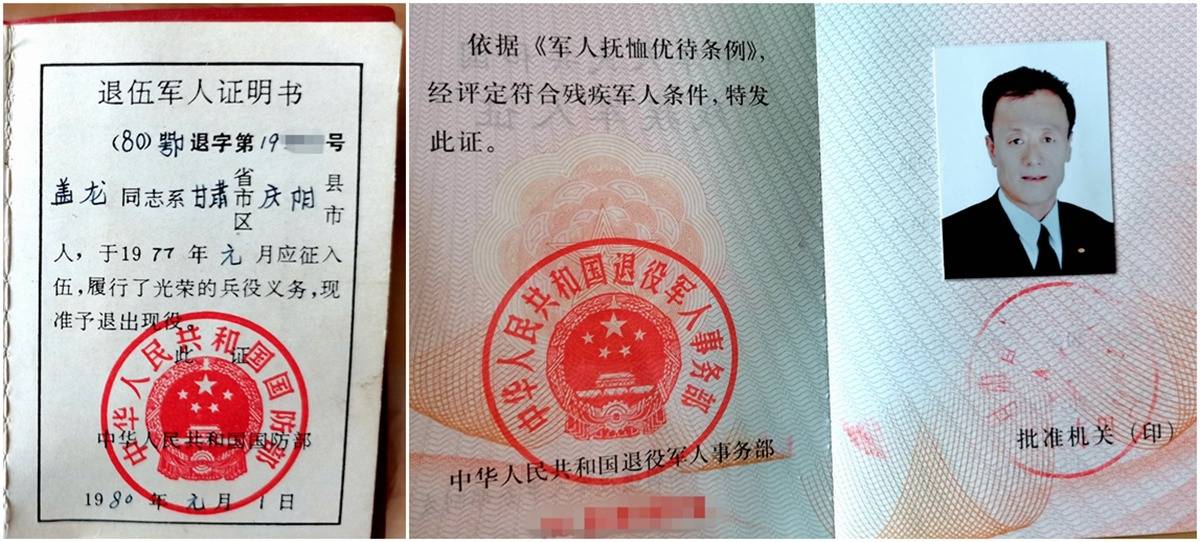 退伍军人证明书
(80)鄂退字第19号
盖龙 同志系甘肃省市区庆阳县市
人，于1977年元月应征入
伍，履行了光荣的兵役义务，现
准予退出现役。
此 证
中华人民共和国国防部
中华人民共和国国防部
1980年元月1日
依据《军人抚恤优待条例》，
经评定符合残疾军人条件，特发
此证。
中华人民共和国退役军人事务部
中华人民共和国退役军人事务部
批准机关（印）